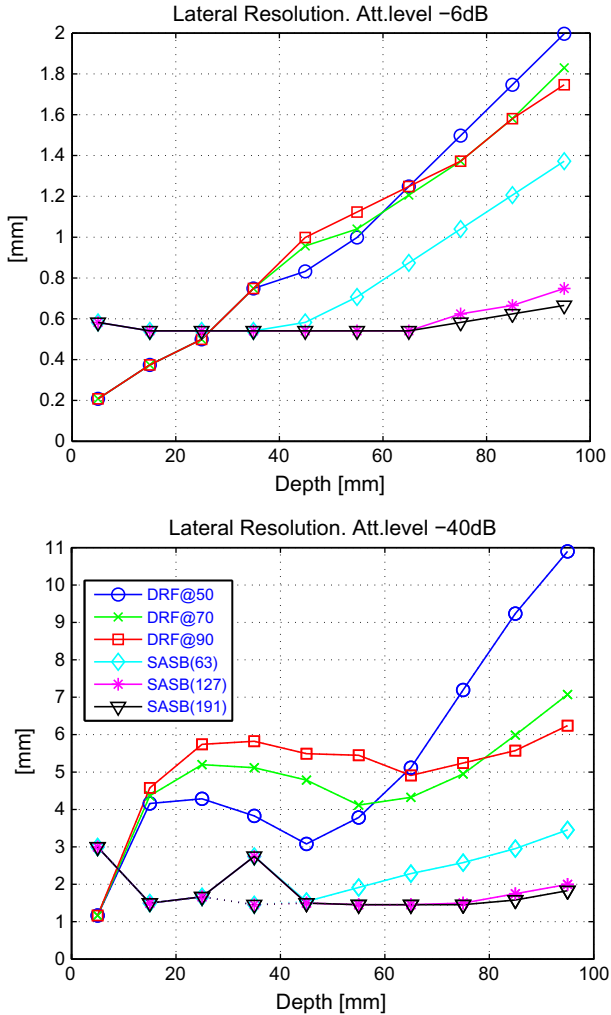 Lateral Resolution. Att.level −6dB
2
1.8
1.6
1.4
1.2
1
0.8
0.6
0.4
0.2
0
[mm]
0 20 40 60 80 100
Depth [mm]
Lateral Resolution. Att.level −40dB
11
10
9
8
7
6
5
4
3
2
1
0
[mm]
DRF@50
DRF@70
DRF@90
SASB(63)
SASB(127)
SASB(191)
0 20 40 60 80 100
Depth [mm]